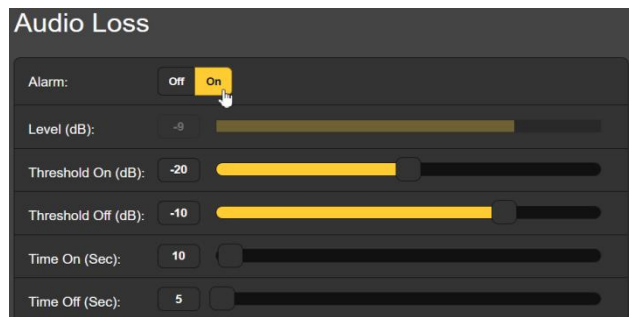 Audio Loss
Alarm: Off On
Level (dB): -9
Threshold On (dB): -20
Threshold Off (dB): -10
Time On (Sec): 10
Time Off (Sec): 5